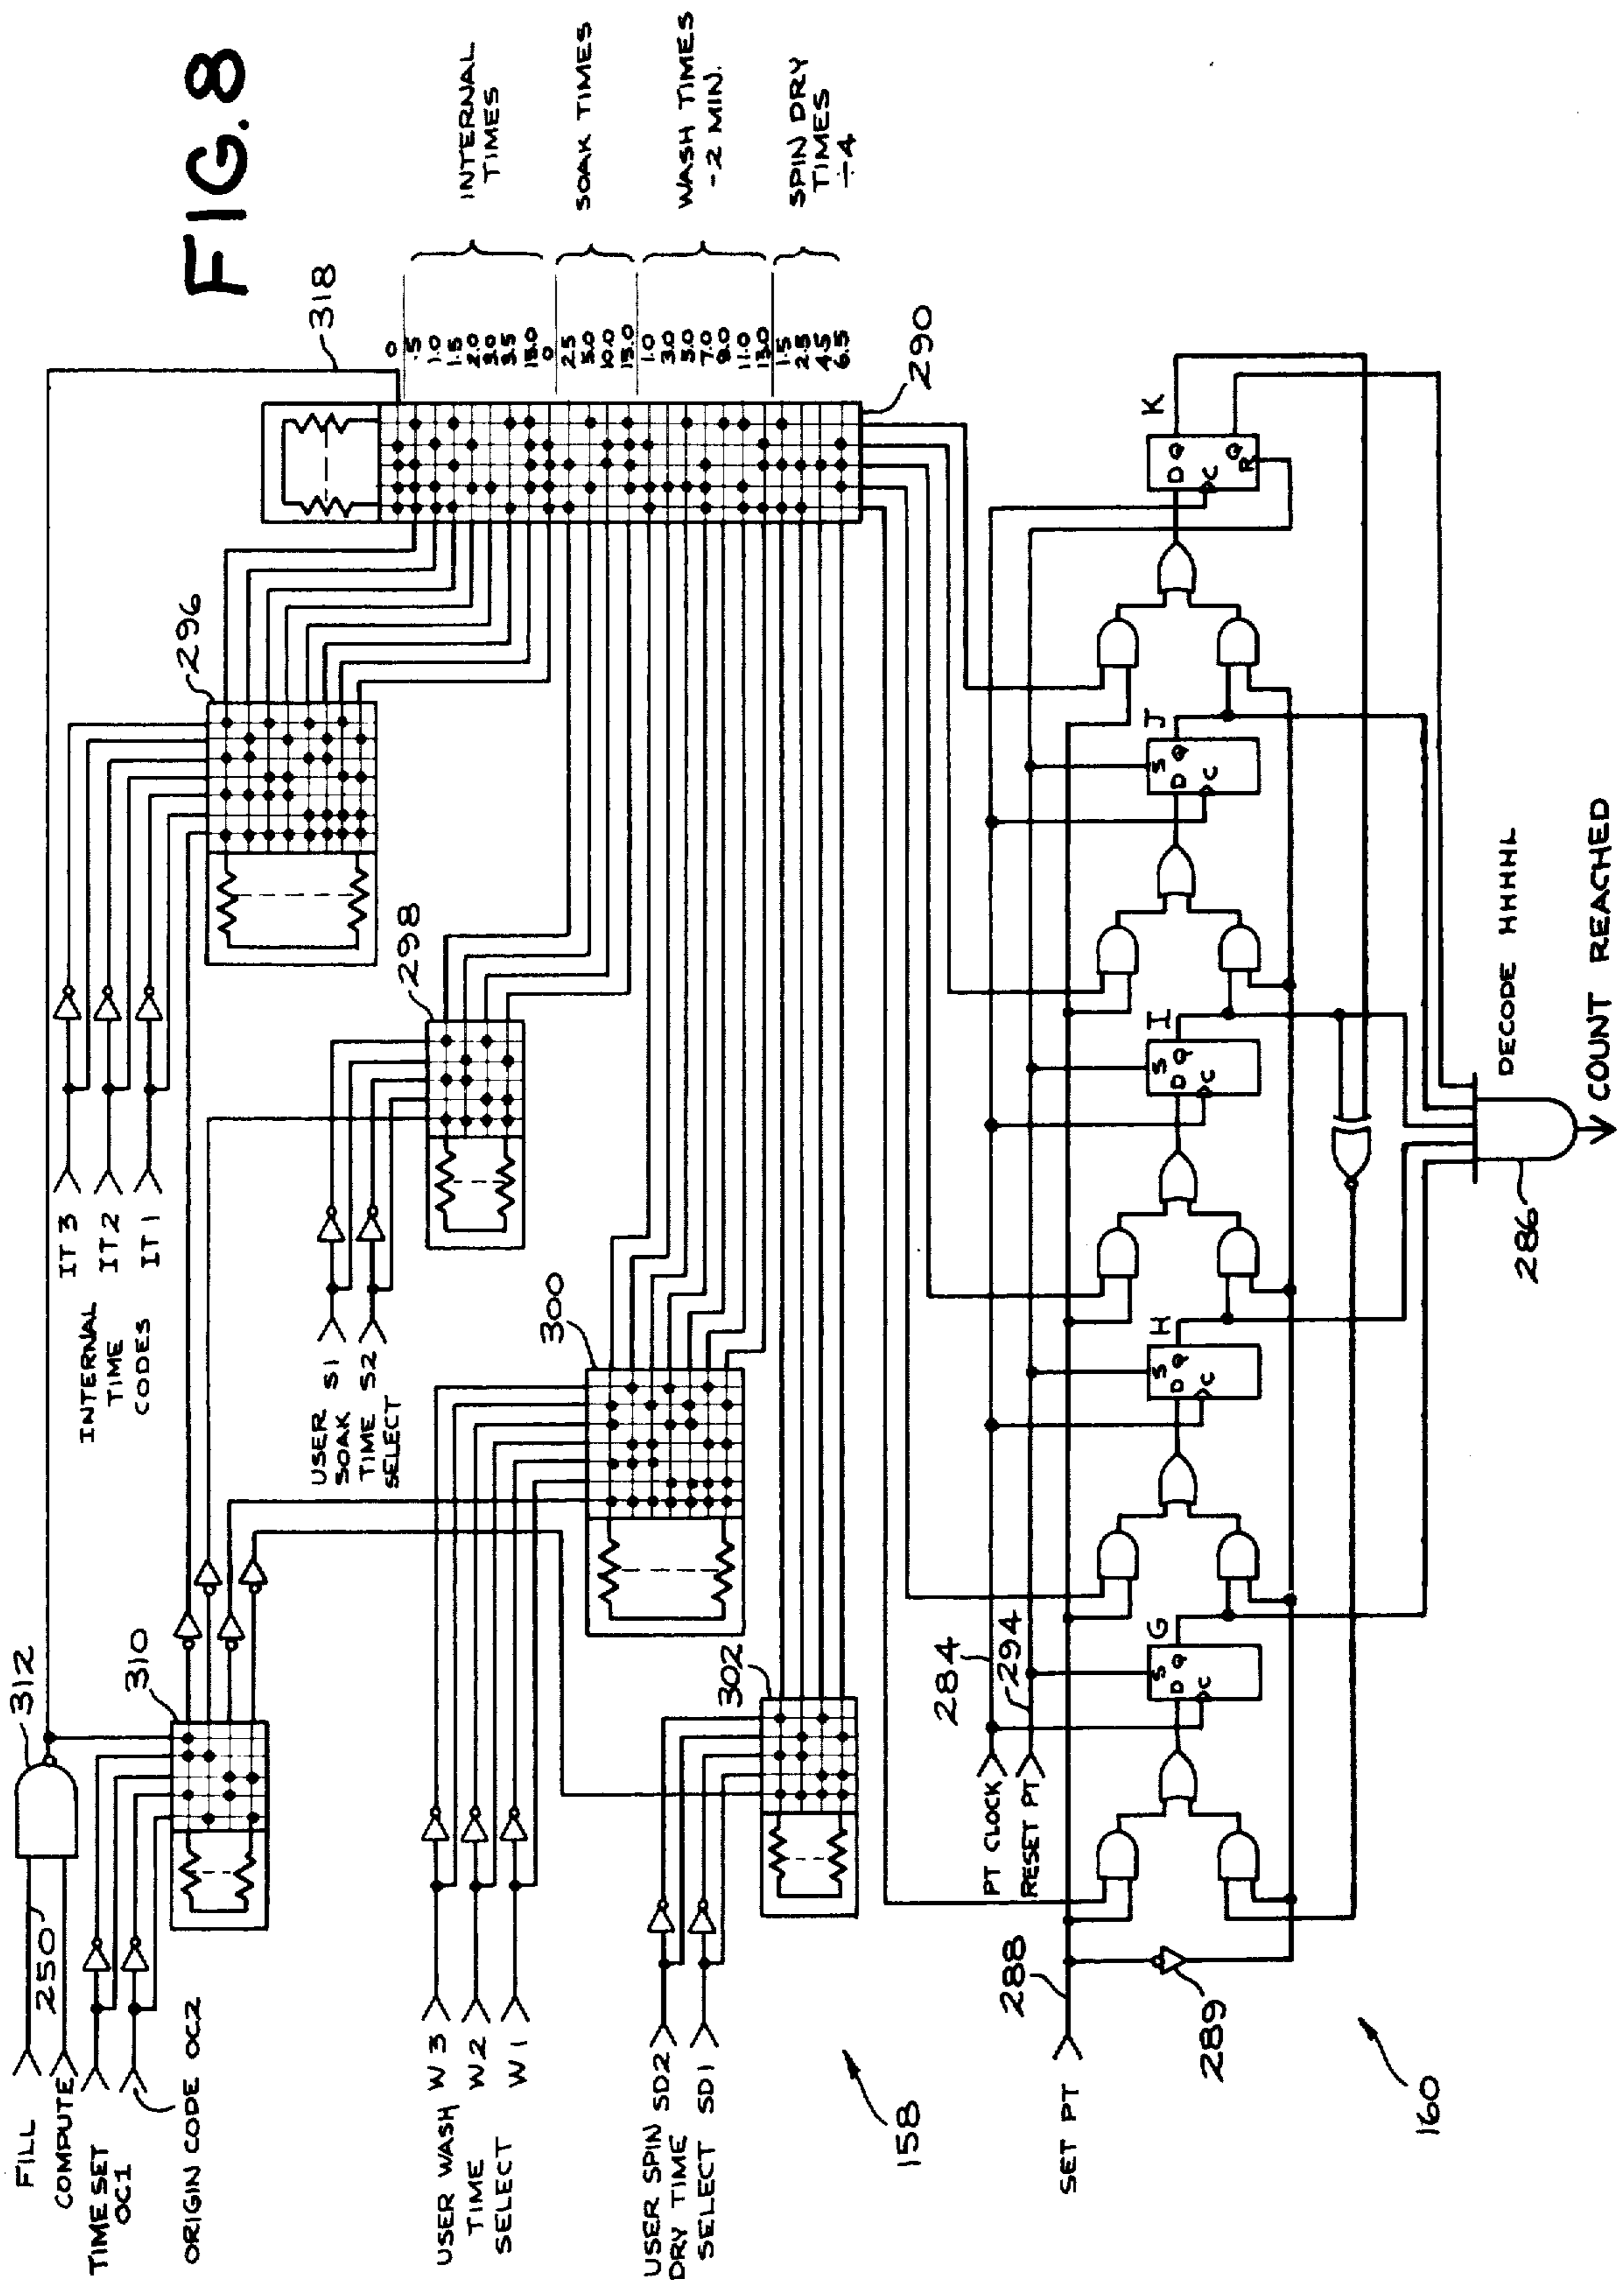 FIG. 8
FILL
COMPUTE
TIME SET
OC1
ORIGIN CODE OC2
250
312
310
INTERNAL
TIME
CODES
IT 3
IT 2
IT 1
296
318
USER
SOAK
TIME
SELECT
S1
S2
298
USER WASH
TIME
SELECT
W 3
W 2
W 1
300
USER SPIN
DRY TIME
SELECT
SD2
SD1
302
158
0
.5
1.0
1.5
2.0
3.0
3.5
15.0
0
INTERNAL
TIMES
2.5
5.0
10.0
15.0
SOAK TIMES
1.0
3.0
5.0
7.0
9.0
11.0
13.0
WASH TIMES
-2 MIN.
1.5
2.5
4.5
6.5
SPIN DRY
TIMES
÷4
290
PT CLOCK
284
RESET PT
294
SET PT
288
289
160
G
S
D Q
C
H
S
D Q
C
I
S
D Q
C
J
S
D Q
C
K
D Q
C
Q
R
DECODE HHHHL
286
COUNT REACHED